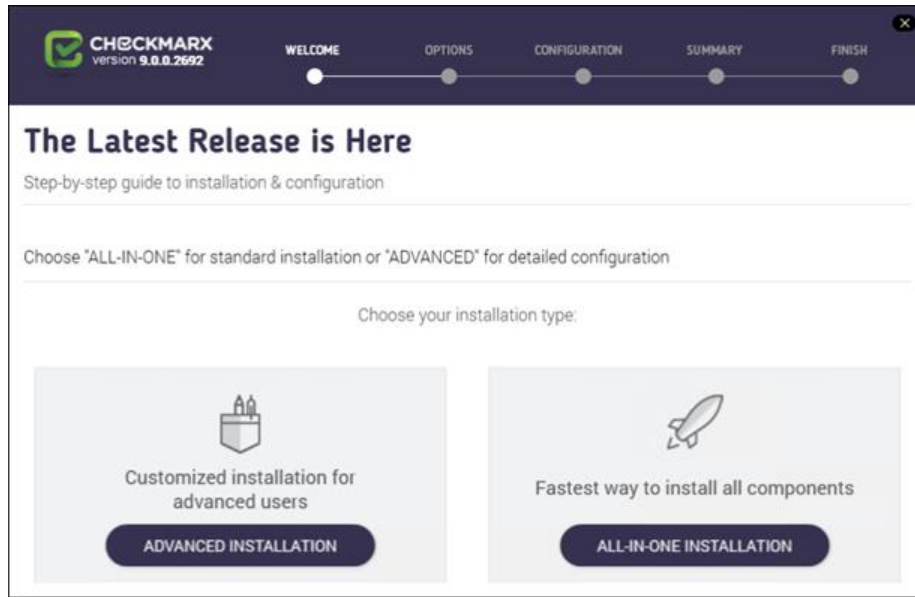 CHECKMARX
version 9.0.0.2692
WELCOME
OPTIONS
CONFIGURATION
SUMMARY
FINISH
The Latest Release is Here
Step-by-step guide to installation & configuration
Choose "ALL-IN-ONE" for standard installation or "ADVANCED" for detailed configuration
Choose your installation type:
Customized installation for
advanced users
ADVANCED INSTALLATION
Fastest way to install all components
ALL-IN-ONE INSTALLATION